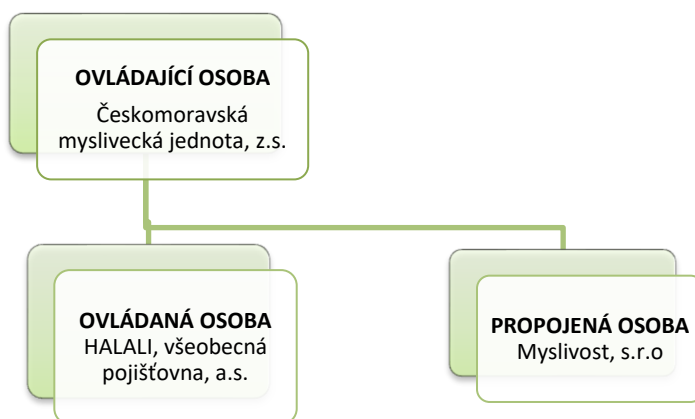 OVLÁDAJÍCÍ OSOBA
Českomoravská
myslivecká jednota, z.s.
OVLÁDANÁ OSOBA
HALALI, všeobecná
pojišťovna, a.s.
PROPOJENÁ OSOBA
Myslivost, s.r.o